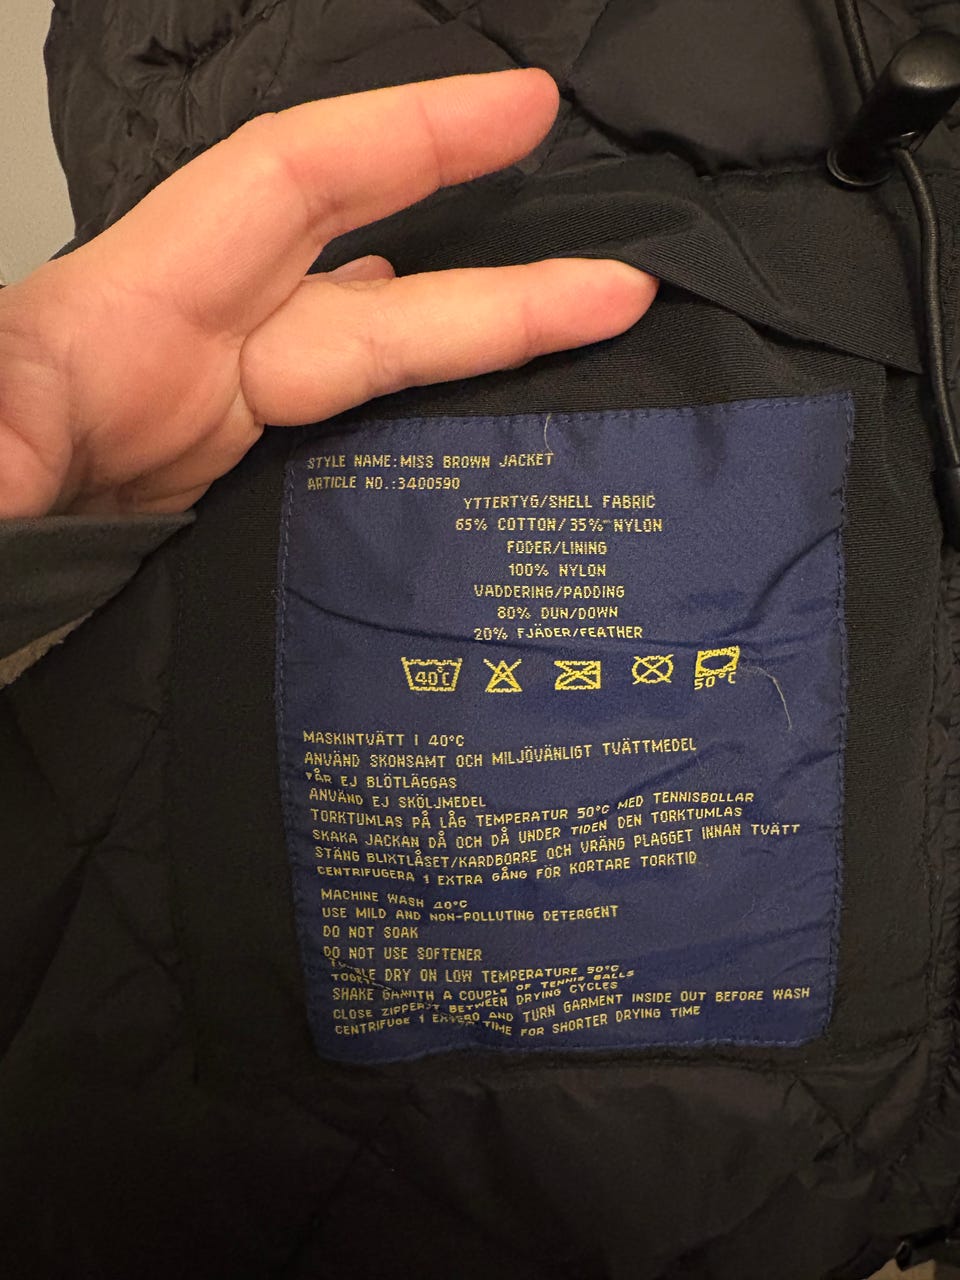 STYLE NAME:MISS BROWN JACKET
ARTICLE NO.:3400590
YTTERTYG/SHELL FABRIC
65% COTTON/35% NYLON
FODER/LINING
100% NYLON
VADDERING/PADDING
80% DUN/DOWN
20% FJÄDER/FEATHER
40°C
50°C
MASKINTVÄTT I 40°C
ANVÄND SKONSAMT OCH MILJÖVÄNLIGT TVÄTTMEDEL
FÅR EJ BLÖTLÄGGAS
ANVÄND EJ SKÖLJMEDEL
TORKTUMLAS PÅ LÅG TEMPERATUR 50°C MED TENNISBOLLAR
SKAKA JACKAN DÅ OCH DÅ UNDER TIDEN DEN TORKTUMLAS
STÄNG BLIXTLÅSET/KARDBORRE OCH VRÄNG PLAGGET INNAN TVÄTT
CENTRIFUGERA 1 EXTRA GÅNG FÖR KORTARE TORKTID
MACHINE WASH 40°C
USE MILD AND NON-POLLUTING DETERGENT
DO NOT SOAK
DO NOT USE SOFTENER
TUMBLE DRY ON LOW TEMPERATURE 50°C
A COUPLE OF TENNIS BALLS
SHAKE BETWEEN DRYING CYCLES
CLOSE AND TURN GARMENT INSIDE OUT BEFORE WASH
CENTRIFUGE 1 TIME FOR SHORTER DRYING TIME